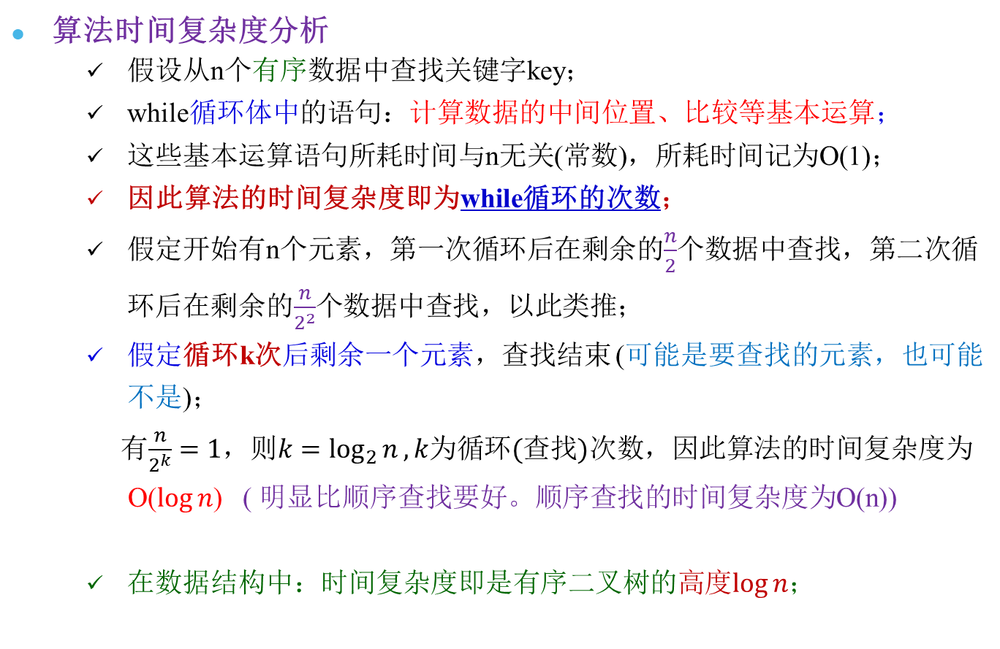 • 算法时间复杂度分析
✓ 假设从n个有序数据中查找关键字key；
✓ while循环体中的语句：计算数据的中间位置、比较等基本运算；
✓ 这些基本运算语句所耗时间与n无关(常数)，所耗时间记为O(1)；
✓ 因此算法的时间复杂度即为while循环的次数；
✓ 假定开始有n个元素，第一次循环后在剩余的n/2个数据中查找，第二次循
环后在剩余的n/2²个数据中查找，以此类推；
✓ 假定循环k次后剩余一个元素，查找结束(可能是要查找的元素，也可能
不是)；
有n/2ᵏ = 1，则k = log₂ n , k为循环(查找)次数，因此算法的时间复杂度为
O(log n) ( 明显比顺序查找要好。顺序查找的时间复杂度为O(n))
✓ 在数据结构中：时间复杂度即是有序二叉树的高度log n；